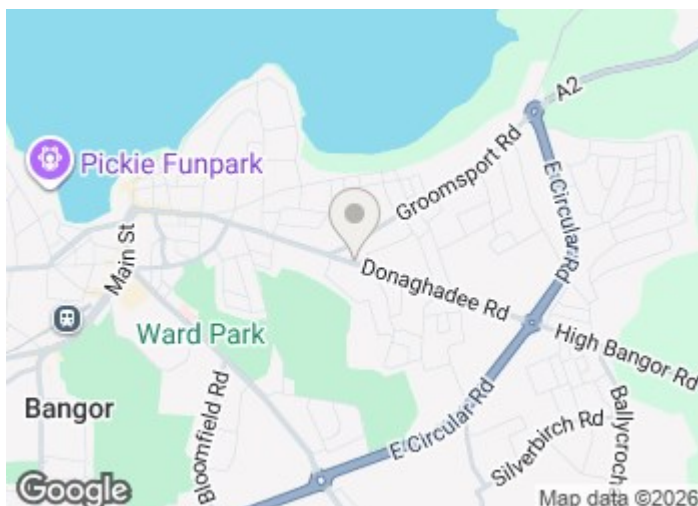 A2
Groomsport Rd
Pickie Funpark
E Circular Rd
Main St
Donaghadee Rd
High Bangor Rd
Ward Park
Bloomfield Rd
E Circular Rd
Silverbirch Rd
Ballycroch
Bangor
Google
Map data ©2026